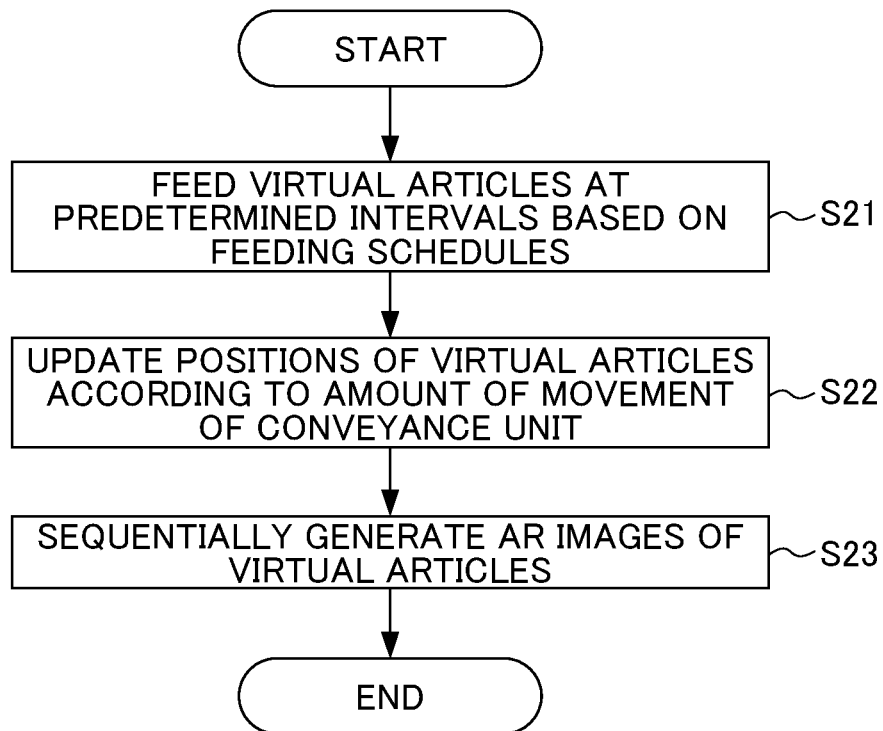 START
FEED VIRTUAL ARTICLES AT
PREDETERMINED INTERVALS BASED ON
FEEDING SCHEDULES
S21
UPDATE POSITIONS OF VIRTUAL ARTICLES
ACCORDING TO AMOUNT OF MOVEMENT
OF CONVEYANCE UNIT
S22
SEQUENTIALLY GENERATE AR IMAGES OF
VIRTUAL ARTICLES
S23
END